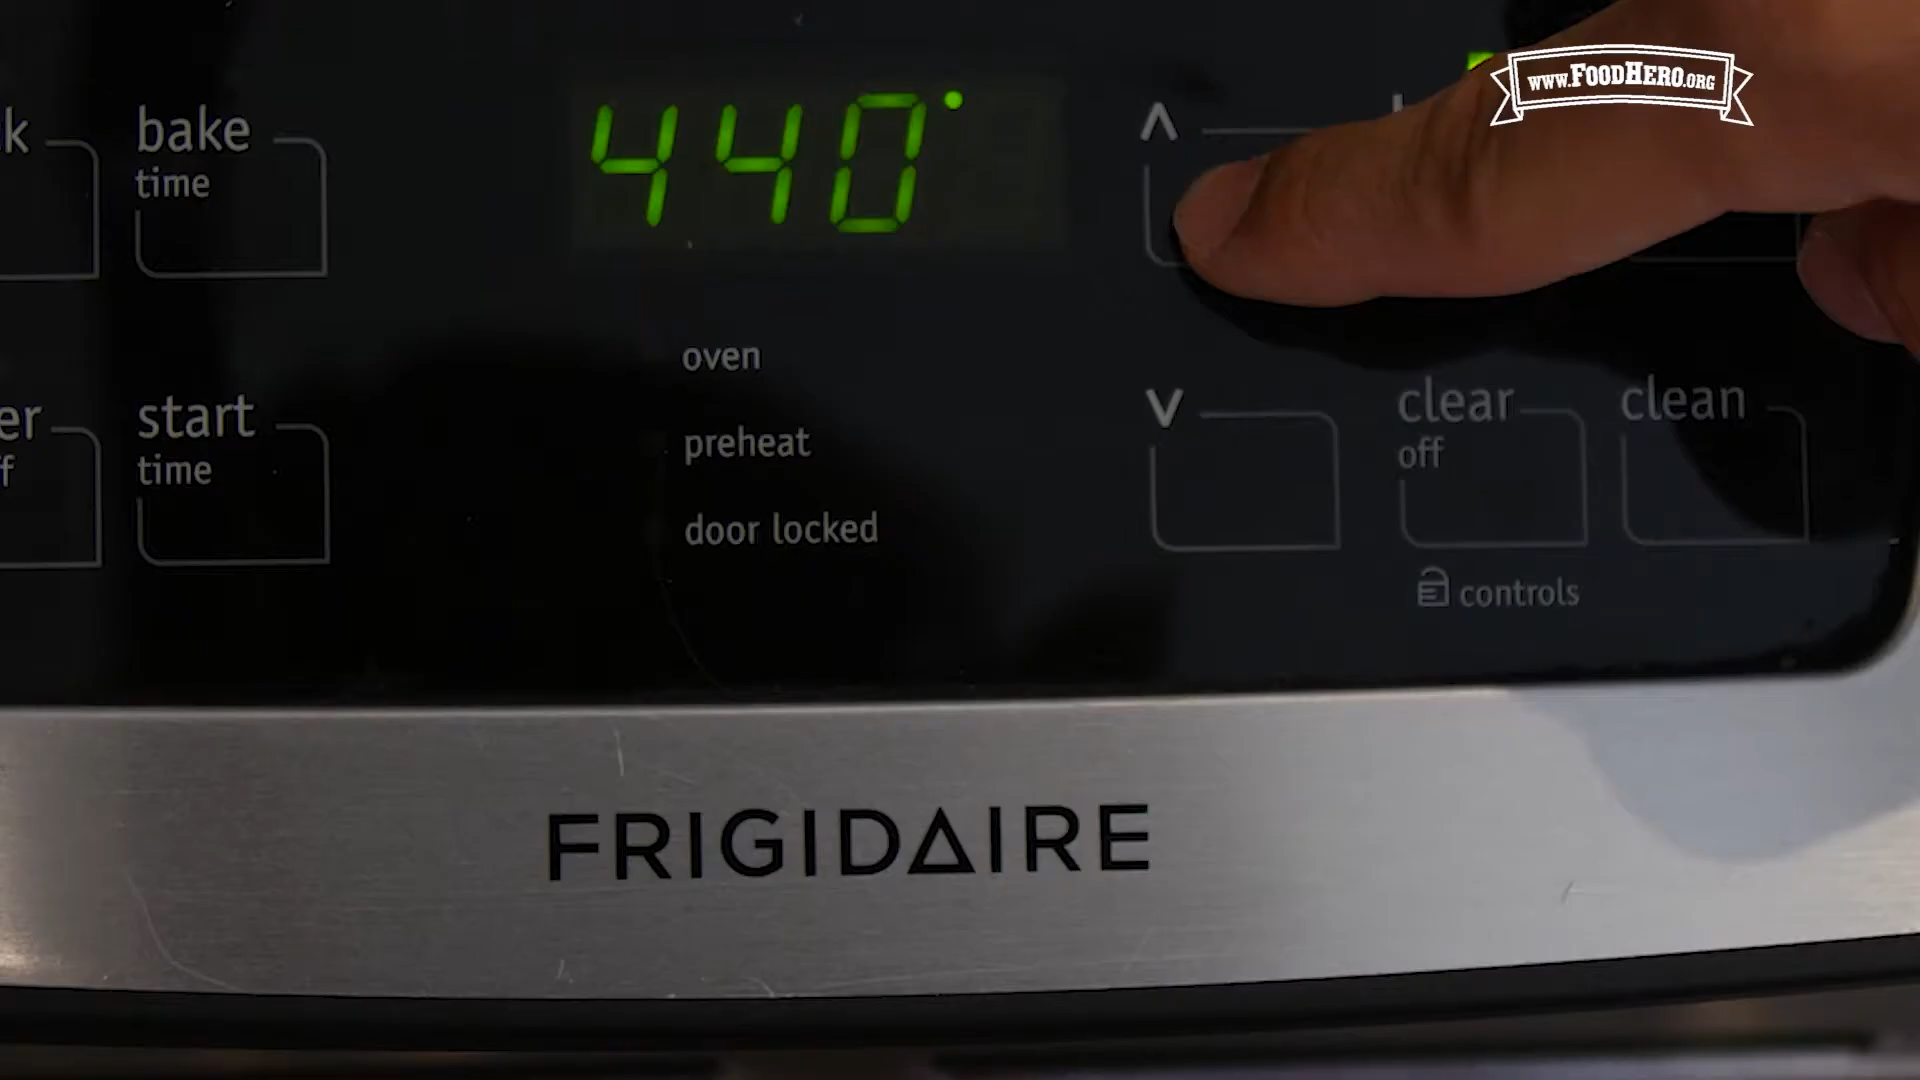 www.FoodHero.org
440°
bake
time
oven
preheat
door locked
start
time
clear
off
clean
controls
FRIGIDAIRE